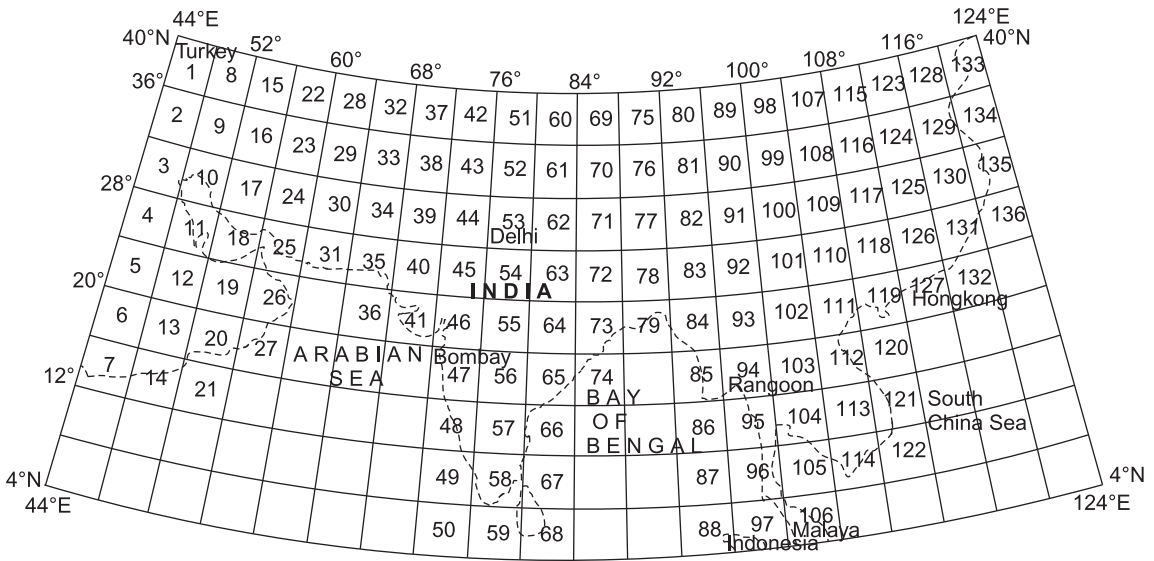 44°E 124°E
40°N 52° 60° 68° 76° 84° 92° 100° 108° 116° 40°N
Turkey
36° 1 8 15 22 28 32 37 42 51 60 69 75 80 89 98 107 115 123 128 133
2 9 16 23 29 33 38 43 52 61 70 76 81 90 99 108 116 124 129 134
28° 3 10 17 24 30 34 39 44 53 62 71 77 82 91 100 109 117 125 130 135
Delhi
4 11 18 25 31 35 40 45 54 63 72 78 83 92 101 110 118 126 131 136
INDIA
20° 5 12 19 26 36 41 46 55 64 73 79 84 93 102 111 119 127 132
Hongkong
6 13 20 27 47 56 65 74 85 94 103 112 120
ARABIAN Bombay
SEA
Rangoon
12° 7 14 21 48 57 66 86 95 104 113 121
BAY
OF
BENGAL
South
China Sea
49 58 67 87 96 105 114 122
4°N 50 59 68 88 97 106 4°N
44°E 124°E
Malaya
Indonesia